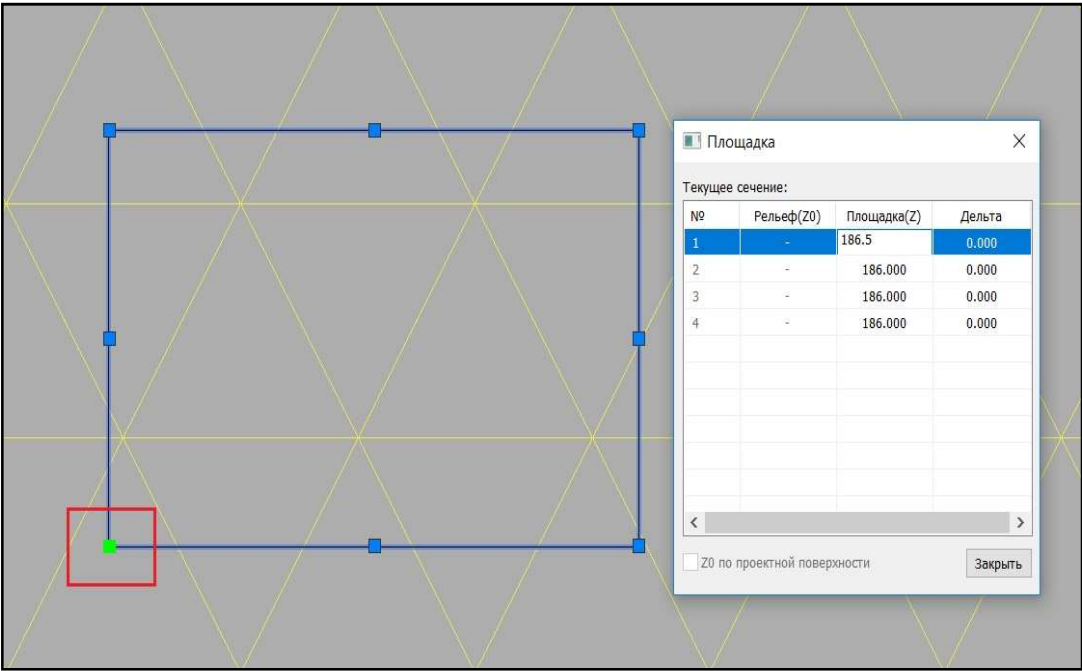 Площадка
Текущее сечение:
№ Рельеф(Z0) Площадка(Z) Дельта
1 - 186.5 0.000
2 - 186.000 0.000
3 - 186.000 0.000
4 - 186.000 0.000
Z0 по проектной поверхности Закрыть